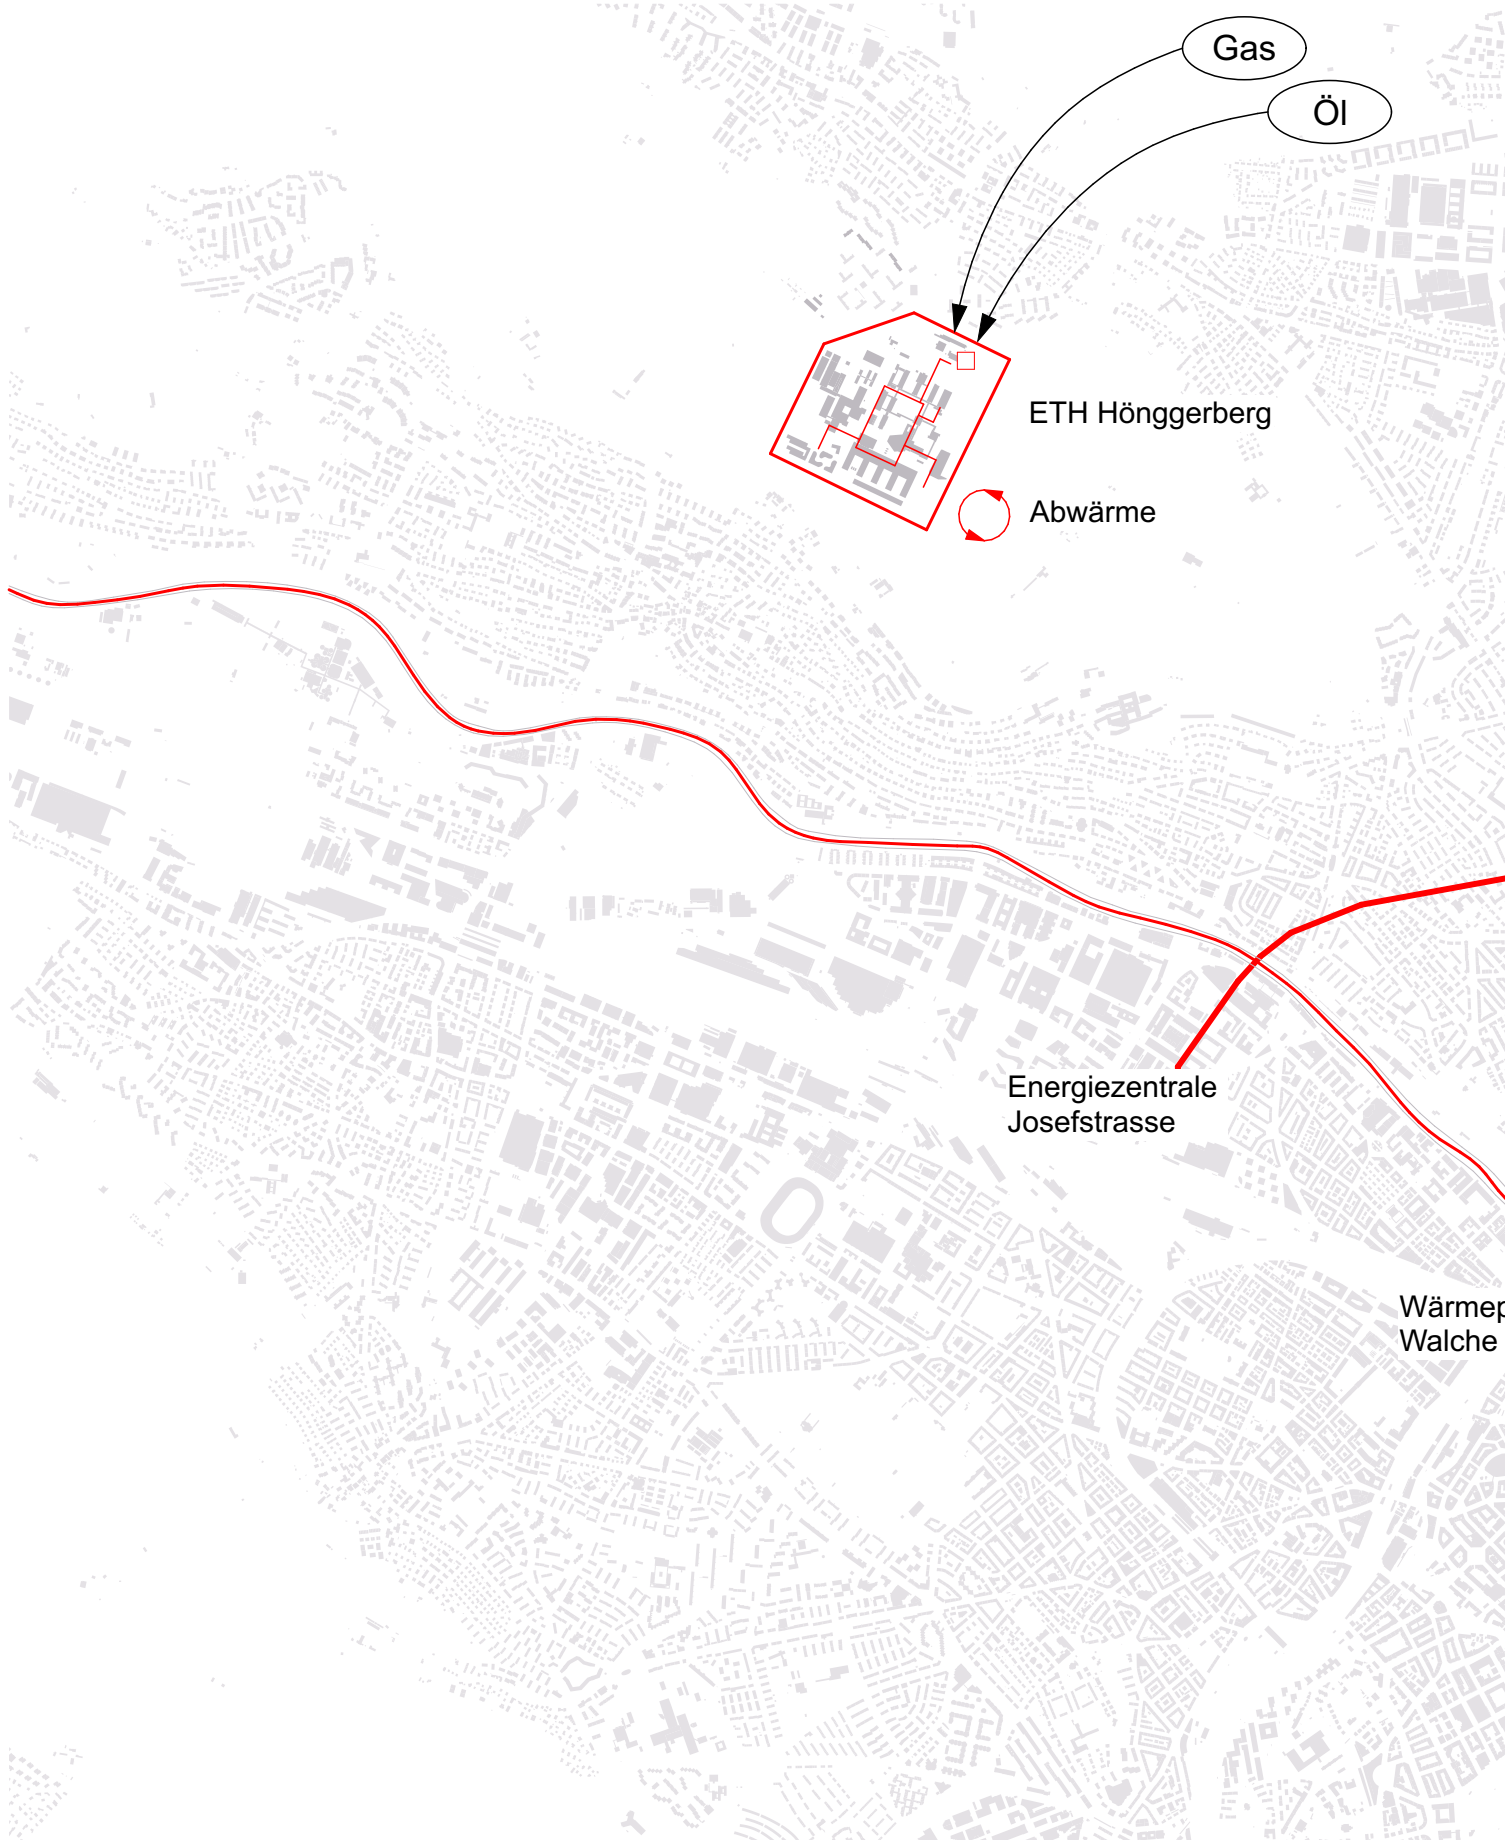 Gas
Öl
ETH Hönggerberg
Abwärme
Energiezentrale
Josefstrasse
Walche